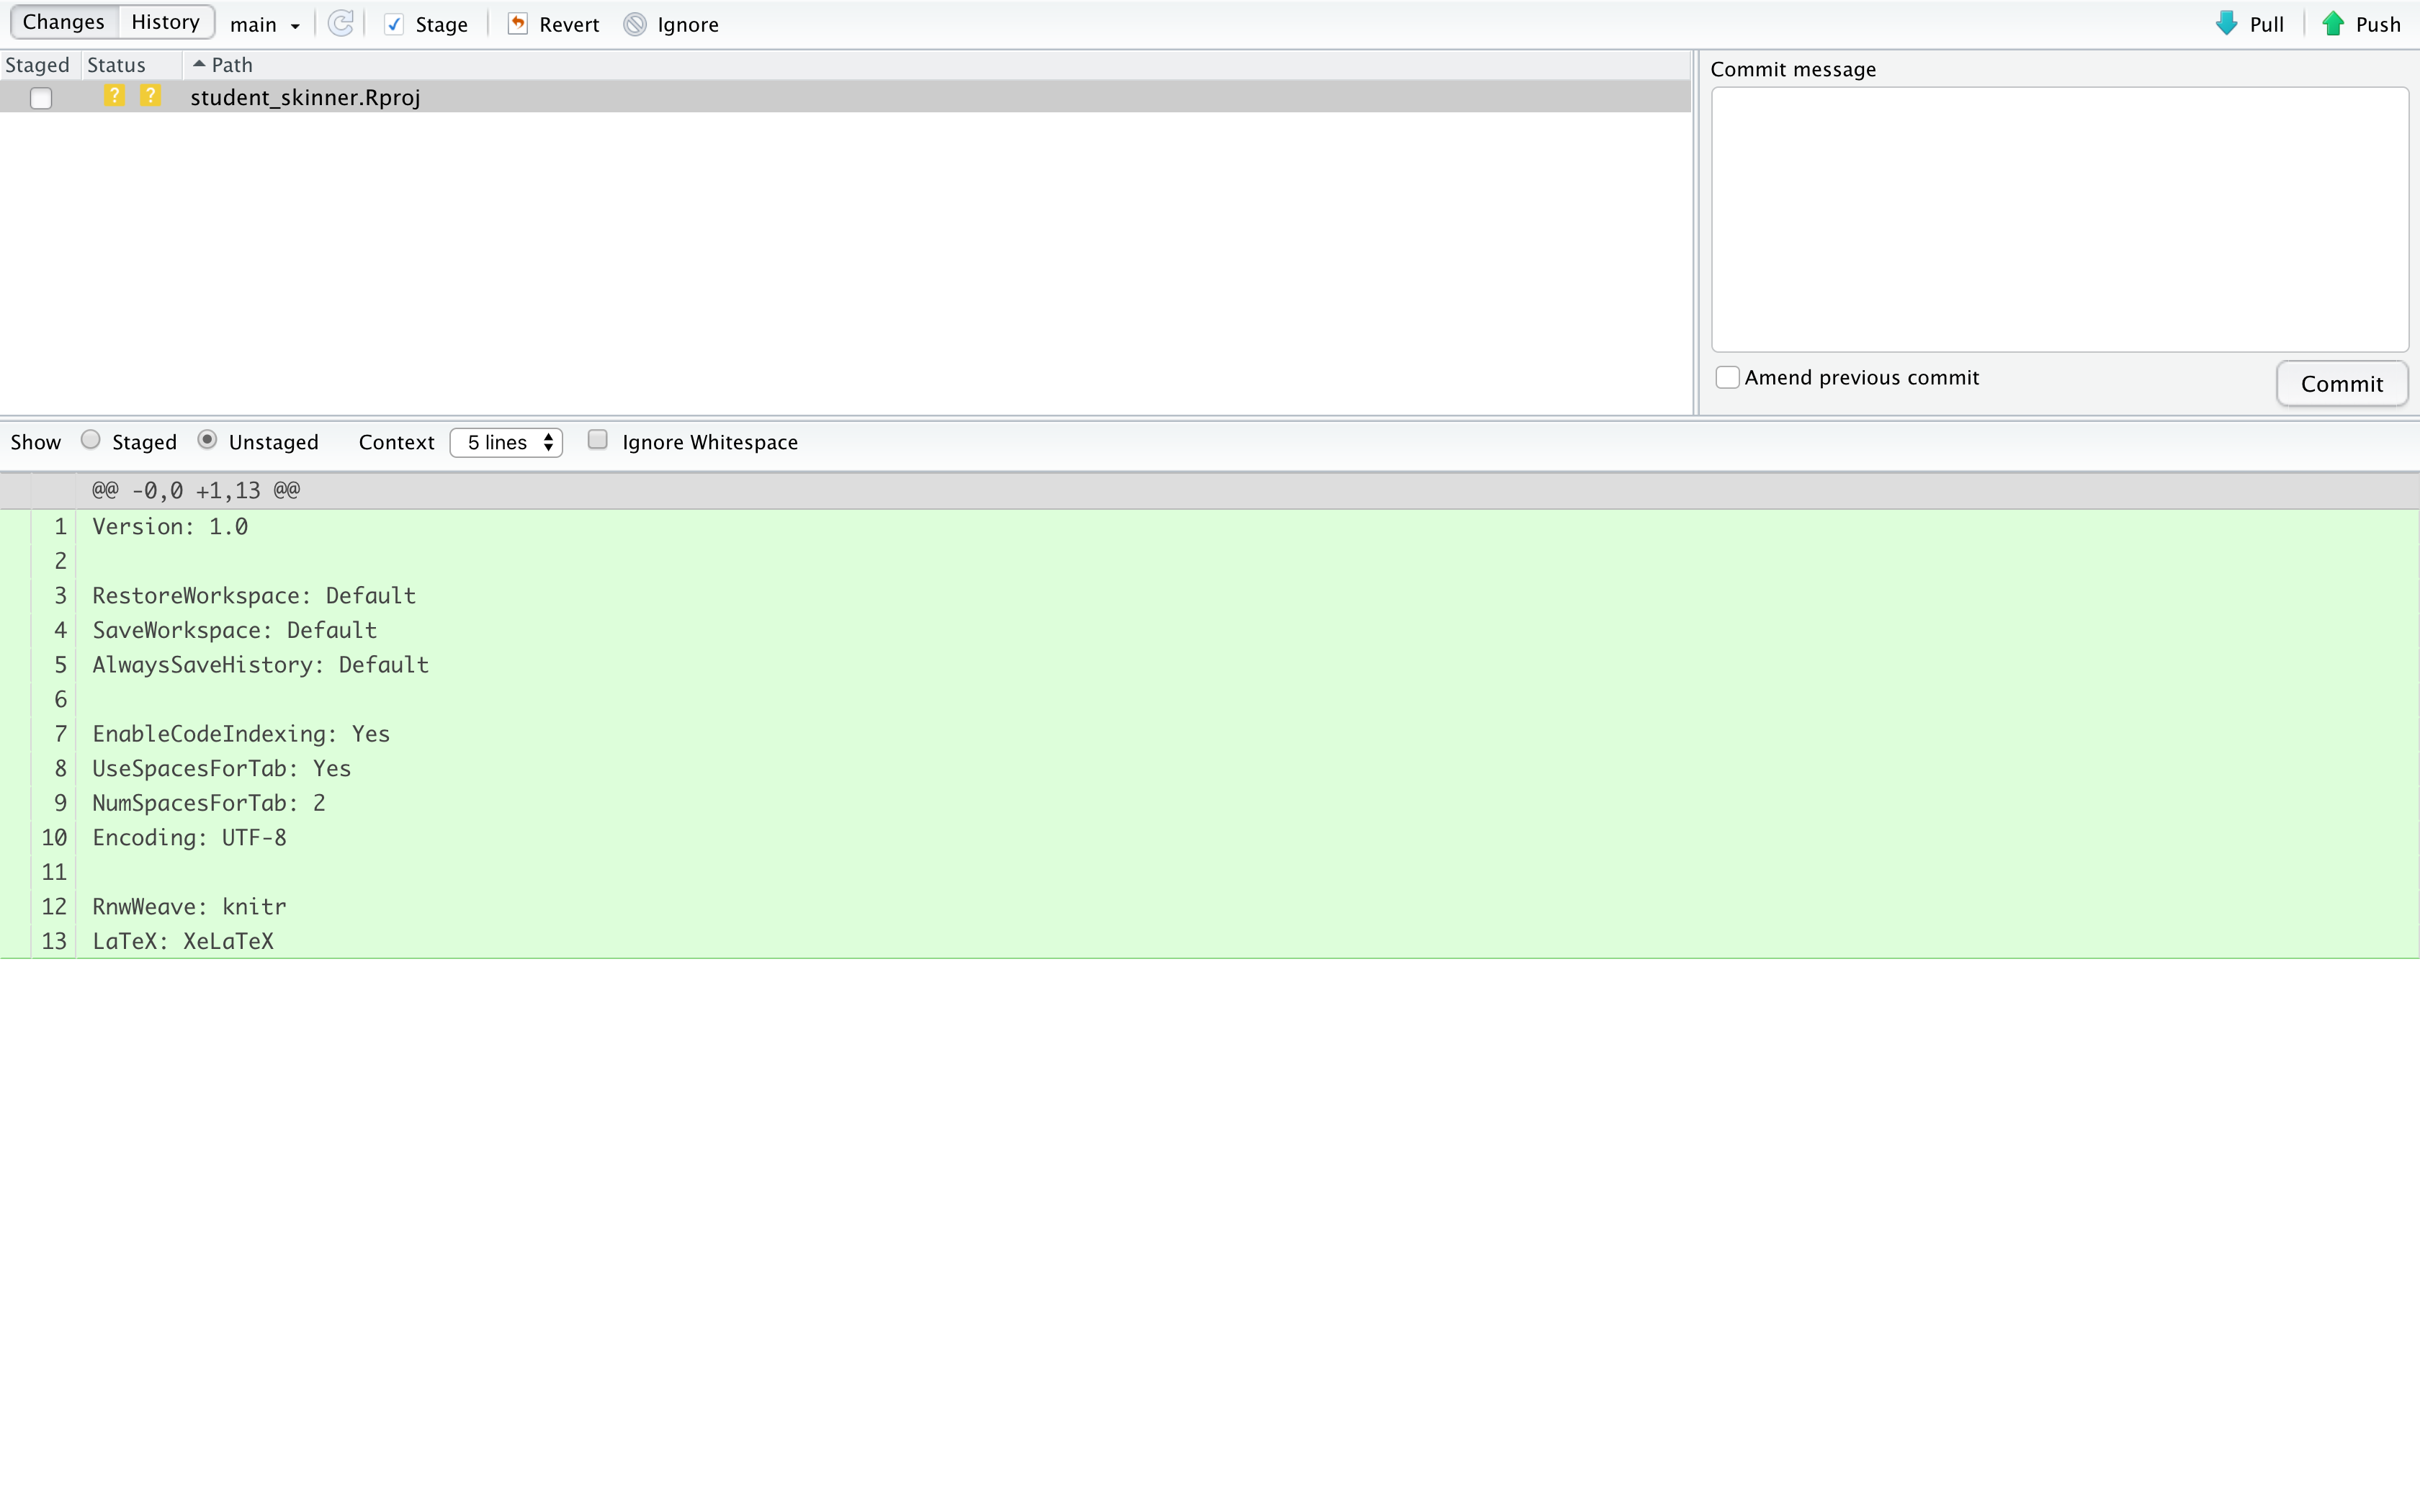 Changes History main Stage Revert Ignore Pull Push
Staged Status Path
? ? student_skinner.Rproj
Commit message
Amend previous commit
Commit
Show Staged Unstaged Context 5 lines Ignore Whitespace
@@ -0,0 +1,13 @@
1 Version: 1.0
2
3 RestoreWorkspace: Default
4 SaveWorkspace: Default
5 AlwaysSaveHistory: Default
6
7 EnableCodeIndexing: Yes
8 UseSpacesForTab: Yes
9 NumSpacesForTab: 2
10 Encoding: UTF-8
11
12 RnwWeave: knitr
13 LaTeX: XeLaTeX